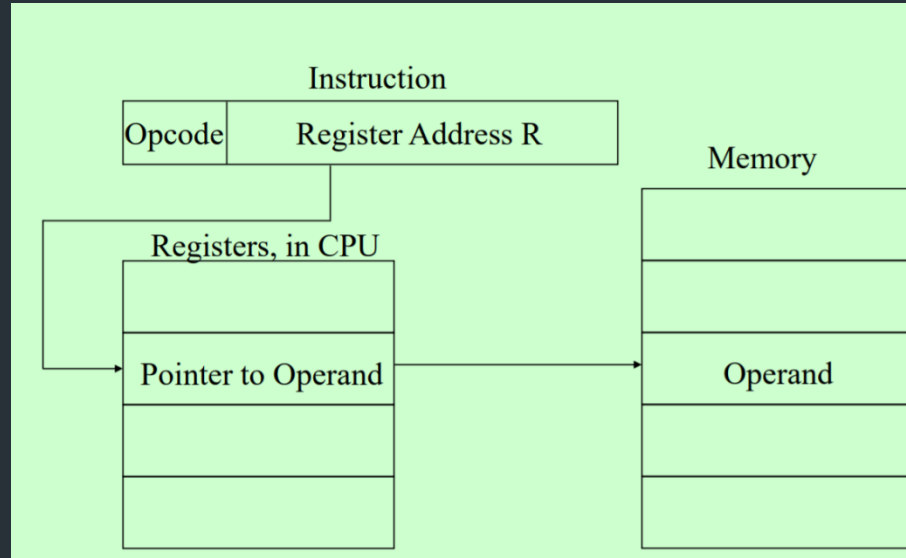 Instruction
Opcode
Register Address R
Memory
Registers, in CPU
Pointer to Operand
Operand